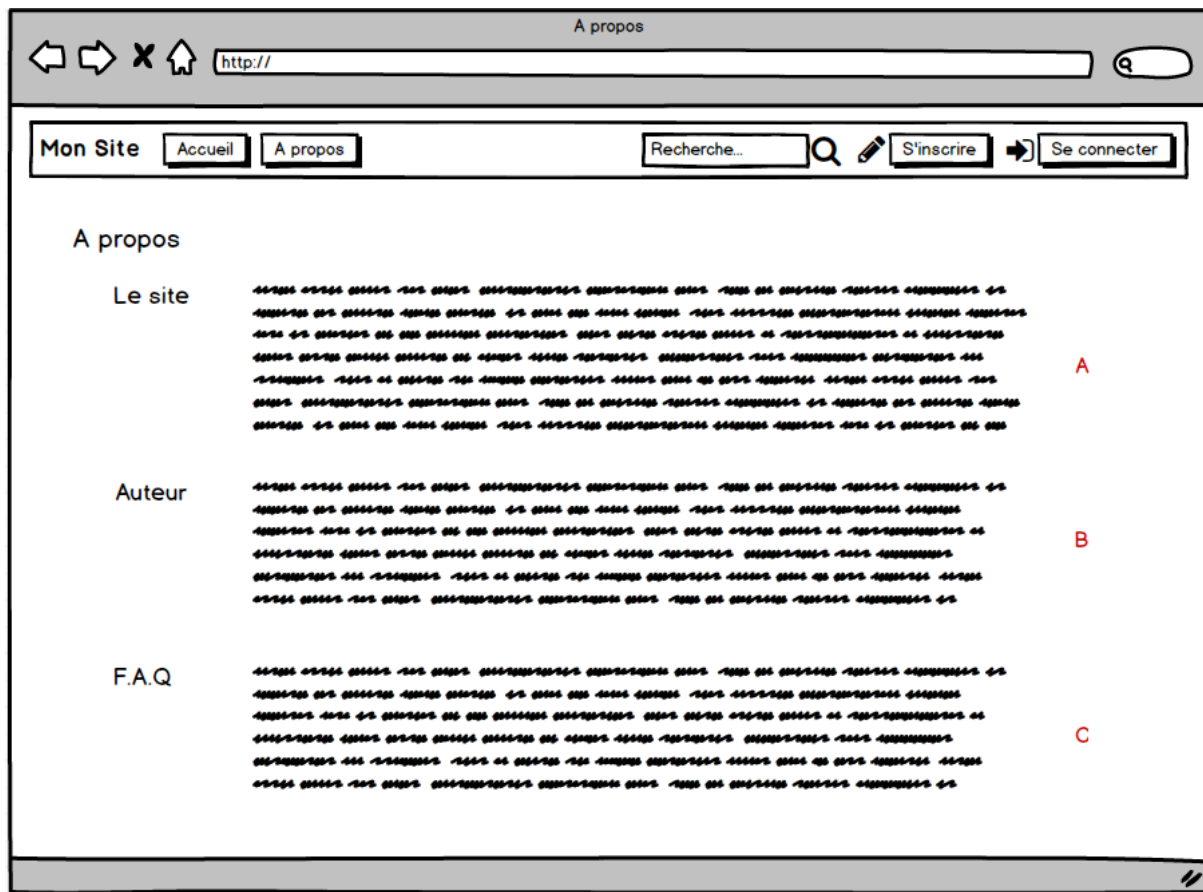 A propos
http://
Mon Site Accueil A propos Recherche... S'inscrire Se connecter
A propos
Le site
A
Auteur
B
F.A.Q
C